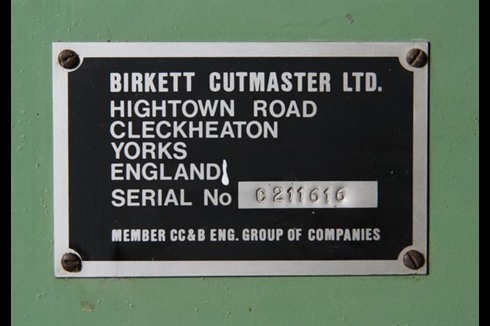 BIRKETT CUTMASTER LTD.
HIGHTOWN ROAD
CLECKHEATON
YORKS
ENGLAND
SERIAL No C211616
MEMBER CC&B ENG. GROUP OF COMPANIES